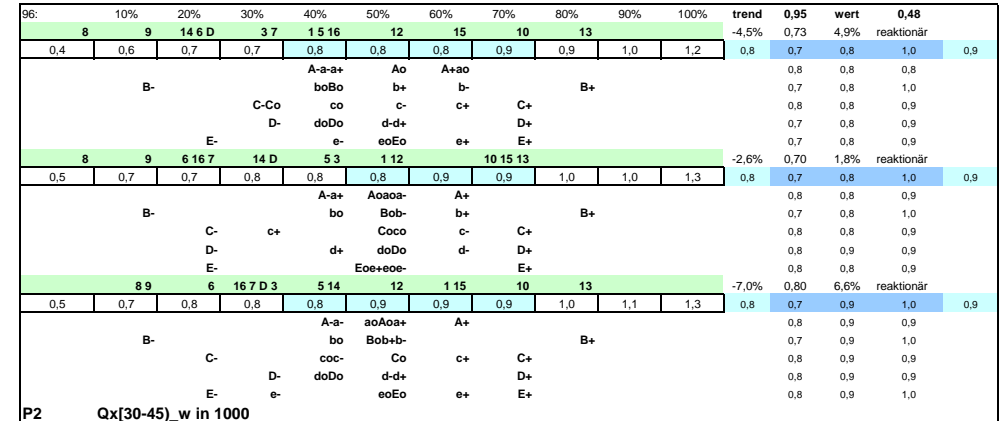 96: 10% 20% 30% 40% 50% 60% 70% 80% 90% 100% trend 0,95 wert 0,48
8 9 14 6 D 3 7 1 5 16 12 15 10 13 -4,5% 0,73 4,9% reaktionär
0,4 0,6 0,7 0,7 0,8 0,8 0,8 0,9 0,9 1,0 1,2 0,8 0,7 0,8 1,0 0,9
A-a-a+ Ao A+ao 0,8 0,8 0,8
B- boBo b+ b- B+ 0,7 0,8 1,0
C-Co co c- c+ C+ 0,8 0,8 0,9
D- doDo d-d+ D+ 0,7 0,8 0,9
E- e- eoEo e+ E+ 0,7 0,8 0,9
8 9 6 16 7 14 D 5 3 1 12 10 15 13 -2,6% 0,70 1,8% reaktionär
0,5 0,7 0,7 0,8 0,8 0,8 0,9 0,9 1,0 1,0 1,3 0,8 0,7 0,8 1,0 0,9
A-a+ Aoaoa- A+ 0,8 0,8 0,9
B- bo Bob- b+ B+ 0,7 0,8 1,0
C- c+ Coco c- C+ 0,8 0,8 0,9
D- d+ doDo d- D+ 0,8 0,9 0,9
E- Eoe+eoe- E+ 0,8 0,8 0,9
8 9 6 16 7 D 3 5 14 12 1 15 10 13 -7,0% 0,80 6,6% reaktionär
0,5 0,7 0,8 0,8 0,8 0,9 0,9 0,9 1,0 1,1 1,3 0,8 0,7 0,9 1,0 0,9
A-a- aoAoa+ A+ 0,8 0,9 0,9
B- bo Bob+b- B+ 0,7 0,9 1,0
C- coc- Co c+ C+ 0,8 0,9 0,9
D- doDo d-d+ D+ 0,8 0,9 0,9
E- e- eoEo e+ E+ 0,8 0,9 1,0
P2 Qx[30-45)_w in 1000